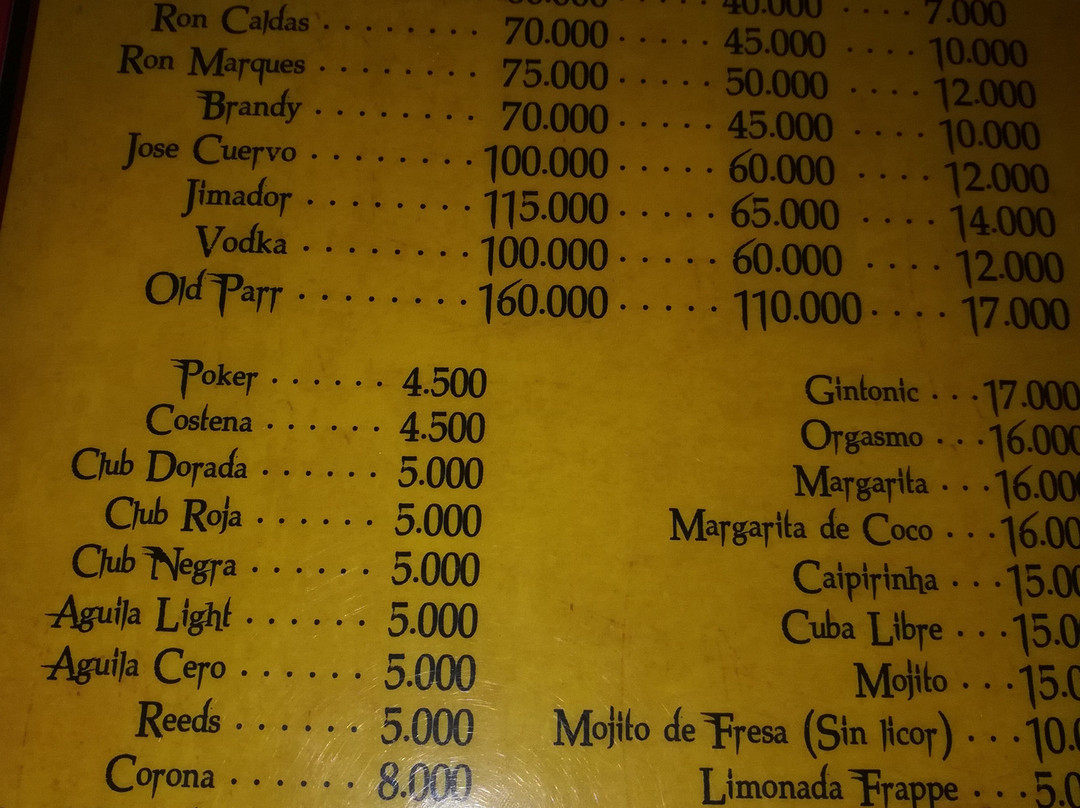 40.000 .... 7.000
Ron Caldas ........ 70.000 ..... 45.000 .... 10.000
Ron Marques ........ 75.000 ..... 50.000 .... 12.000
Brandy ........ 70.000 ..... 45.000 .... 10.000
Jose Cuervo ........ 100.000 ..... 60.000 .... 12.000
Jimador ........ 115.000 ..... 65.000 .... 14.000
Vodka ........ 100.000 ..... 60.000 .... 12.000
Old Parr ........ 160.000 ..... 110.000 .... 17.000
Poker ...... 4.500
Costena ...... 4.500
Club Dorada ...... 5.000
Club Roja ...... 5.000
Club Negra ...... 5.000
Aguila Light ...... 5.000
Aguila Cero ...... 5.000
Reeds ...... 5.000
Corona ...... 8.000
Gintonic ... 17.000
Orgasmo ... 16.000
Margarita ... 16.00
Margarita de Coco ... 16.00
Caipirinha ... 15.00
Cuba Libre ... 15.0
Mojito ... 15.0
Mojito de Fresa (Sin licor) ... 10.0
Limonada Frappe ... 5.0